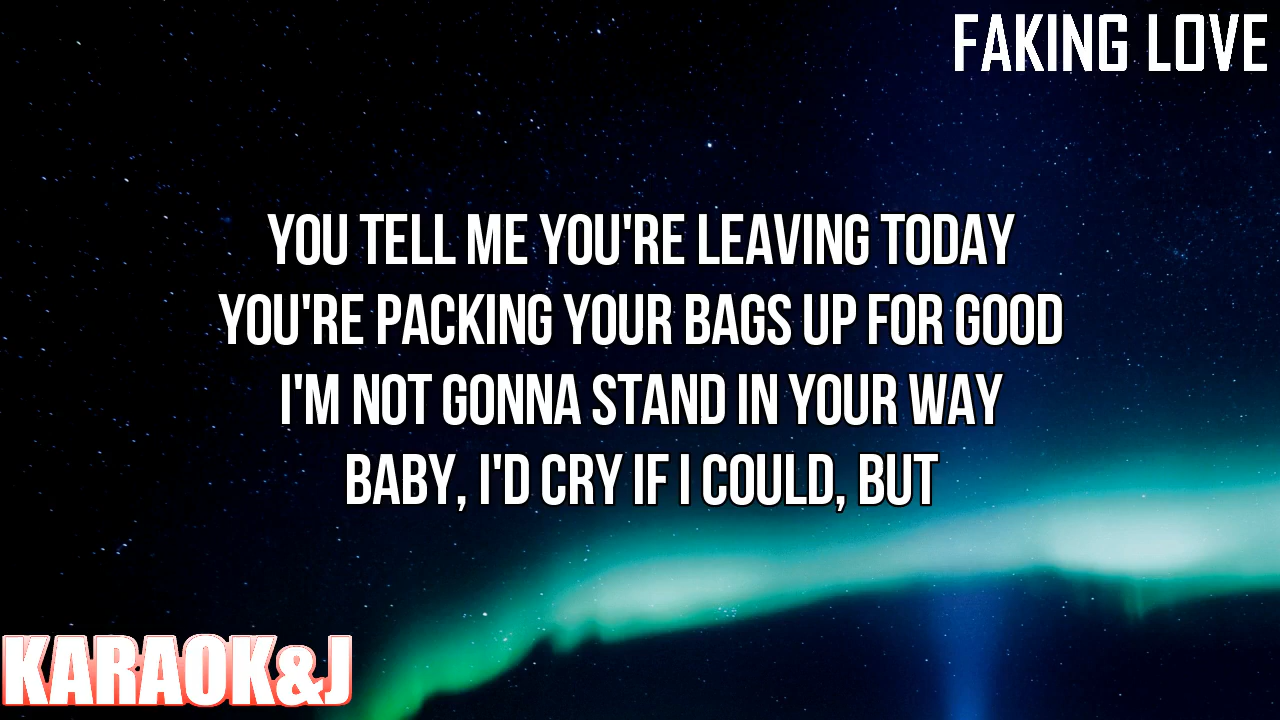 FAKING LOVE
YOU TELL ME YOU'RE LEAVING TODAY
YOU'RE PACKING YOUR BAGS UP FOR GOOD
I'M NOT GONNA STAND IN YOUR WAY
BABY, I'D CRY IF I COULD, BUT
KARAOK&J